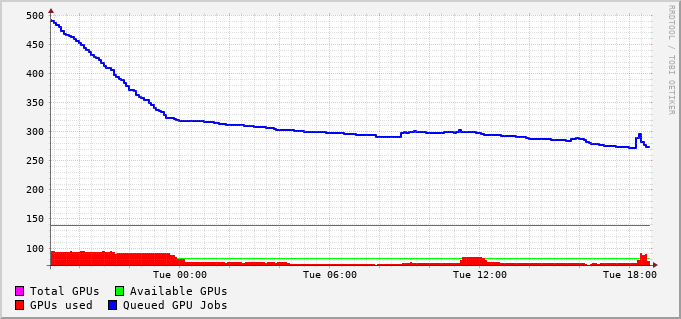 500
450
400
350
300
250
200
150
100
Tue 00:00 Tue 06:00 Tue 12:00 Tue 18:00
Total GPUs Available GPUs
GPUs used Queued GPU Jobs
RRDTOOL / TOBI OETIKER